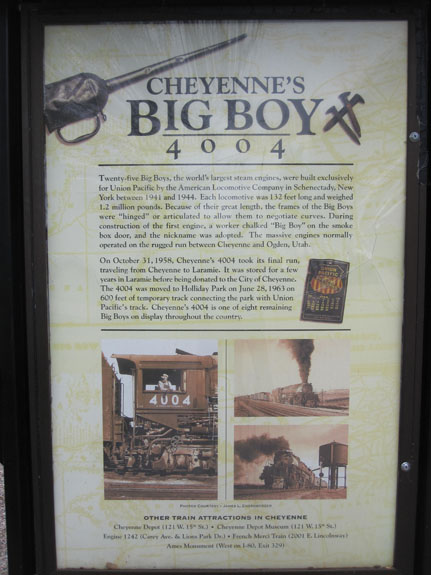 CHEYENNE'S
BIG BOY
4004
Twenty-five Big Boys, the world's largest steam engines, were built exclusively
for Union Pacific by the American Locomotive Company in Schenectady, New
York between 1941 and 1944. Each locomotive was 132 feet long and weighed
1.2 million pounds. Because of their great length, the frames of the Big Boys
were "hinged" or articulated to allow them to negotiate curves. During
construction of the first engine, a worker chalked "Big Boy" on the smoke
box door, and the nickname was adopted. The massive engines normally
operated on the rugged run between Cheyenne and Ogden, Utah.
On October 31, 1958, Cheyenne's 4004 took its final run,
traveling from Cheyenne to Laramie. It was stored for a few
years in Laramie before being donated to the City of Cheyenne.
The 4004 was moved to Holliday Park on June 28, 1963 on
600 feet of temporary track connecting the park with Union
Pacific's track. Cheyenne's 4004 is one of eight remaining
Big Boys on display throughout the country.
4004
Photos Courtesy - James L.
OTHER TRAIN ATTRACTIONS IN CHEYENNE
Cheyenne Depot (121 W. 15th St.) • Cheyenne Depot Museum (121 W. 15th St.)
Engine 1242 (Carey Ave. & Lions Park Dr.) • French Merci Train (2001 E. Lincolnway)
Ames Monument (West on I-80, Exit 329)